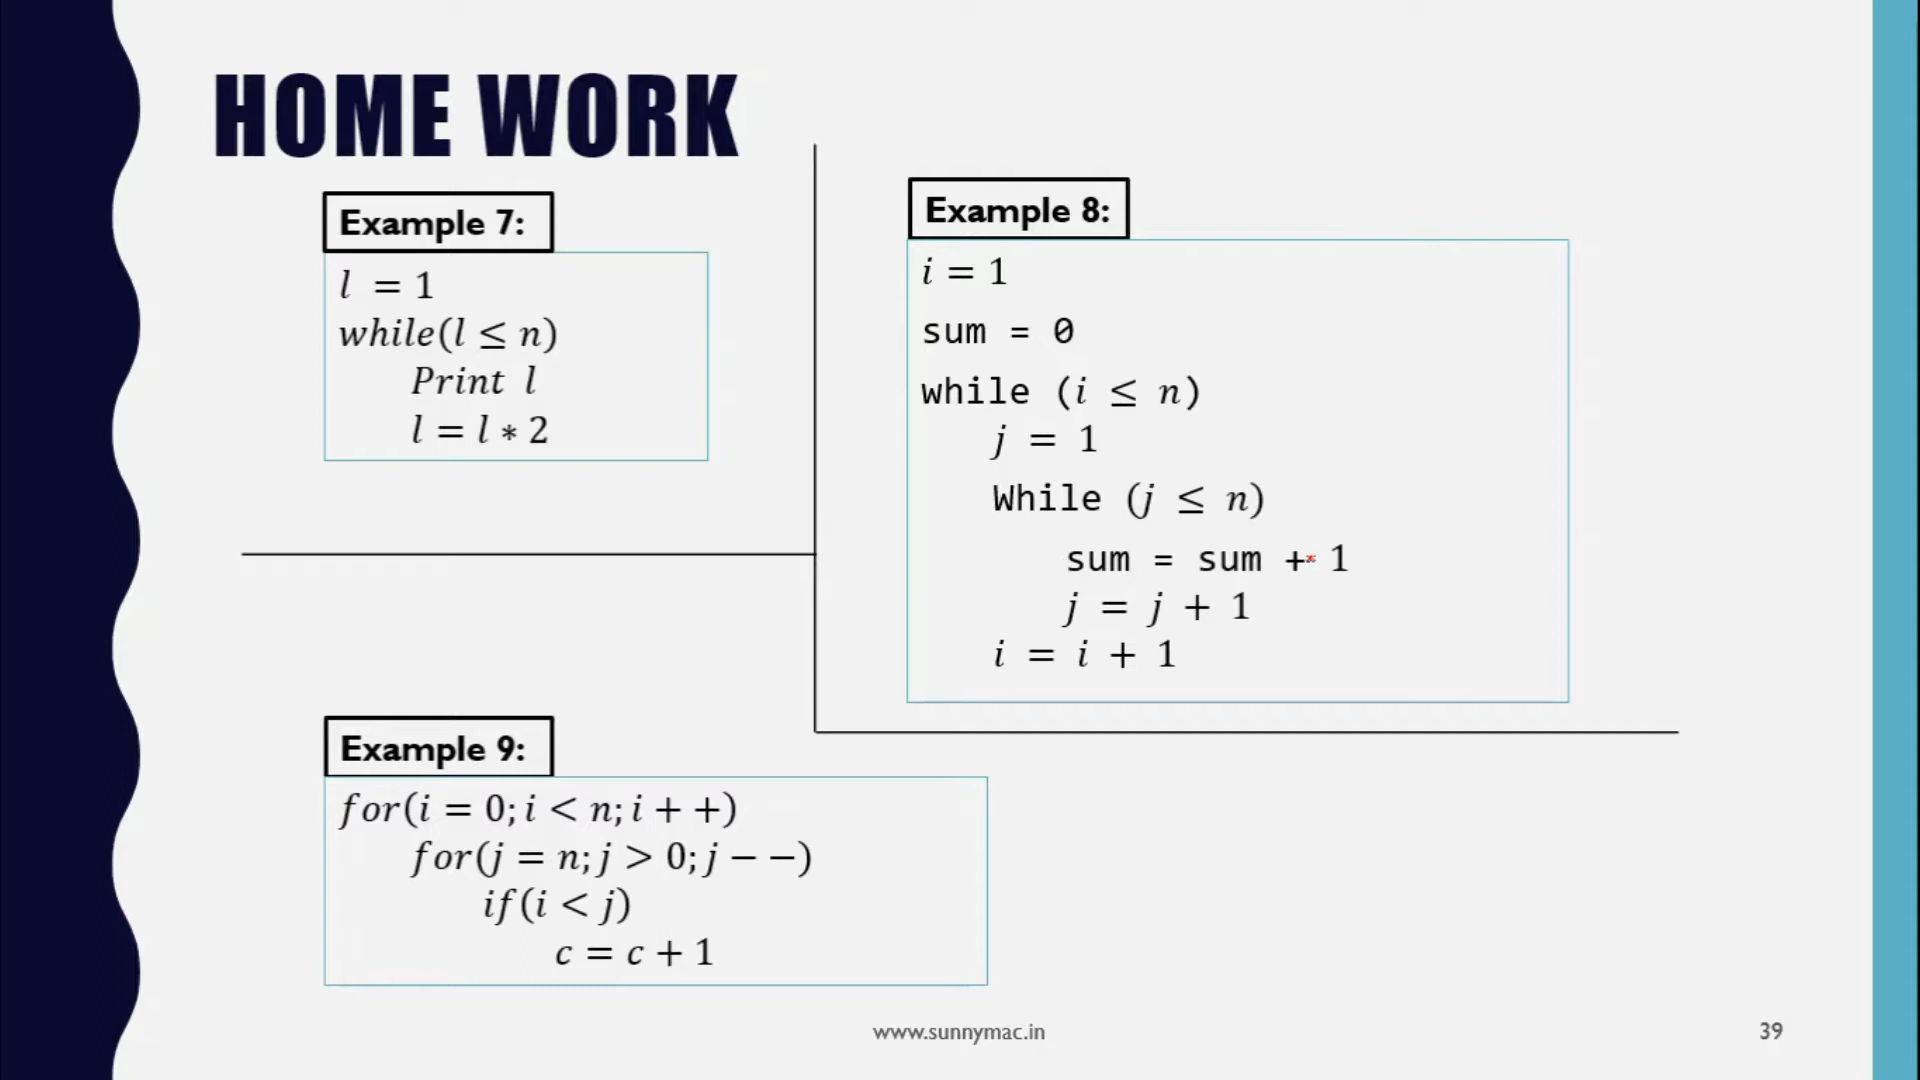 HOME WORK
Example 7:
l = 1
while(l ≤ n)
Print l
l = l ∗ 2
Example 8:
i = 1
sum = 0
while (i ≤ n)
j = 1
While (j ≤ n)
sum = sum + 1
j = j + 1
i = i + 1
Example 9:
for(i = 0; i < n; i + +)
for(j = n; j > 0; j − −)
if(i < j)
c = c + 1
www.sunnymac.in
39